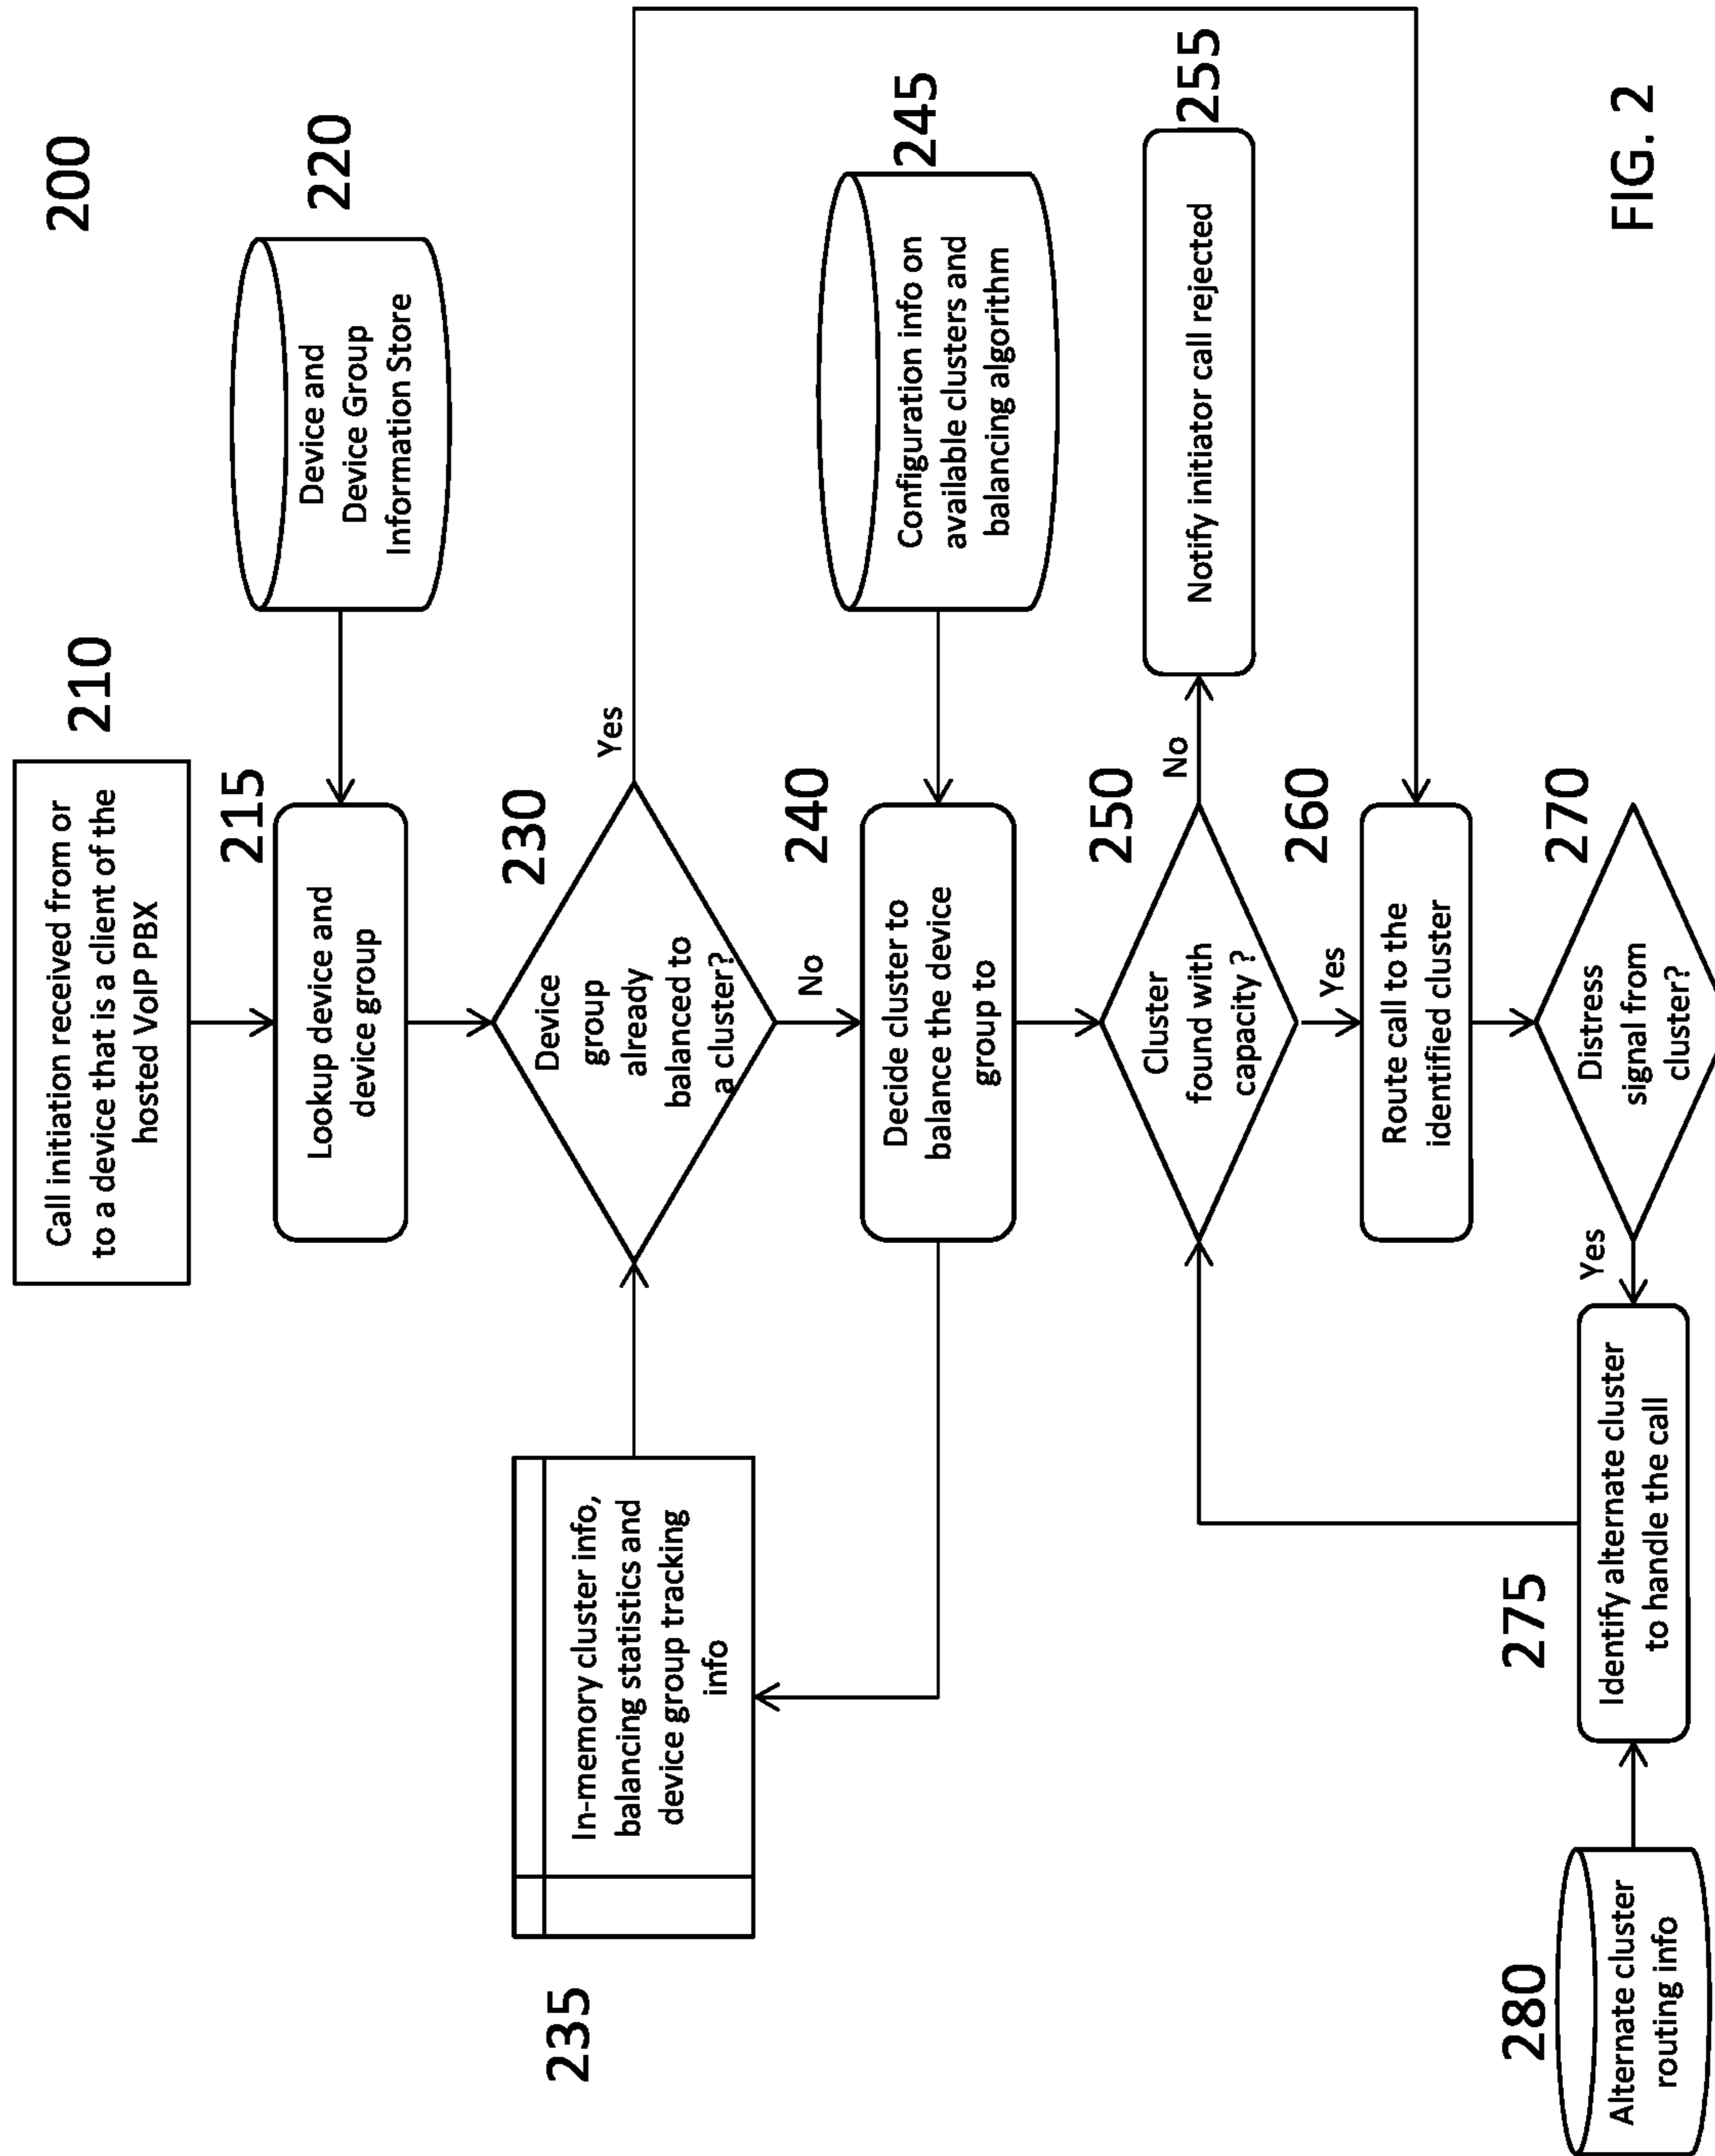 200
210
Call initiation received from or
to a device that is a client of the
hosted VoIP PBX
215
Lookup device and
device group
220
Device and
Device Group
Information Store
230
Device
group
already
balanced to
a cluster?
Yes
No
235
In-memory cluster info,
balancing statistics and
device group tracking
info
240
Decide cluster to
balance the device
group to
245
Configuration info on
available clusters and
balancing algorithm
250
Cluster
found with
capacity ?
No
Yes
255
Notify initiator call rejected
260
Route call to the
identified cluster
270
Distress
signal from
cluster?
Yes
275
Identify alternate cluster
to handle the call
280
Alternate cluster
routing info
FIG. 2